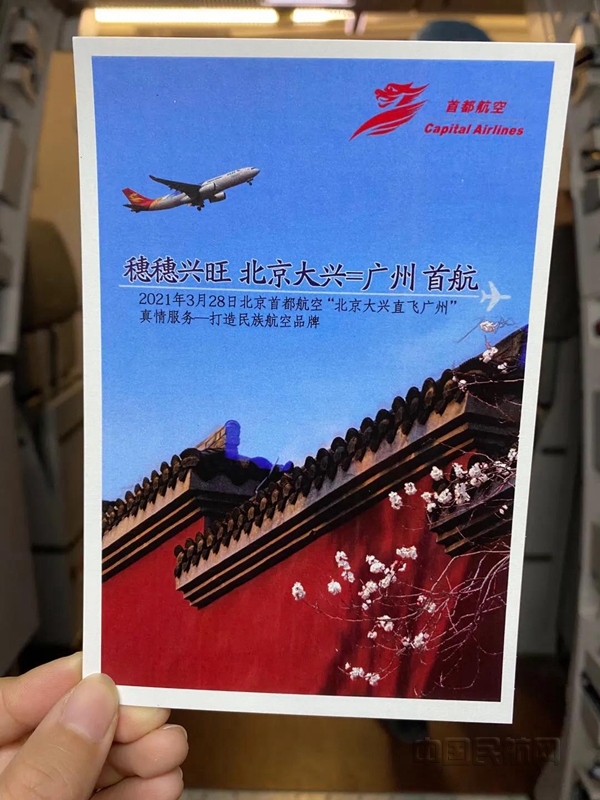 首都航空
Capital Airlines
穗穗兴旺 北京大兴=广州 首航
2021年3月28日北京首都航空“北京大兴直飞广州”
真情服务—打造民族航空品牌
中国民航网